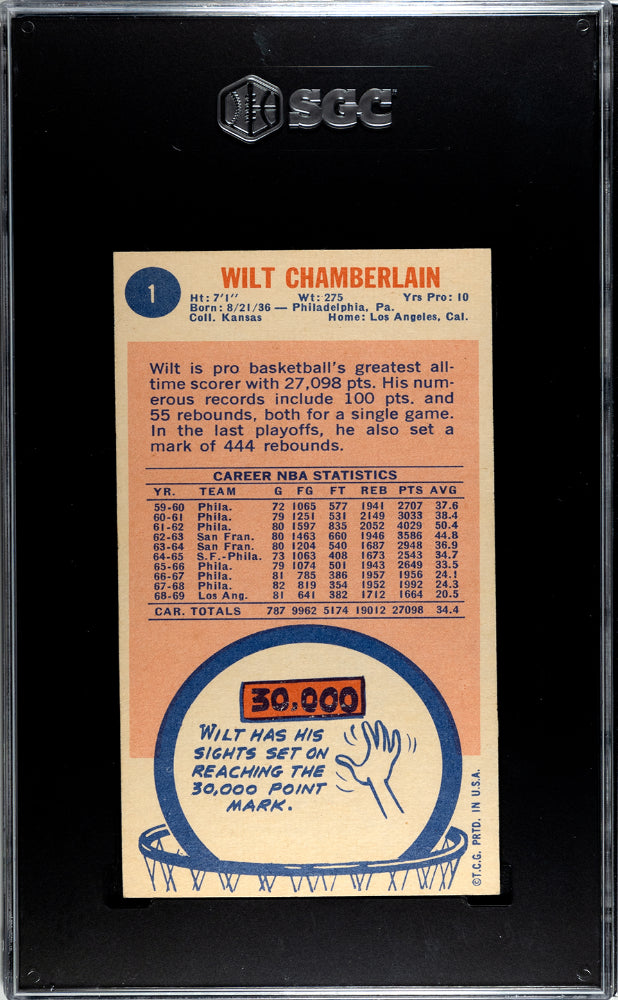 SGC
1
WILT CHAMBERLAIN
Ht: 7'1'' Wt: 275 Yrs Pro: 10
Born: 8/21/36 — Philadelphia, Pa.
Coll. Kansas Home: Los Angeles, Cal.
Wilt is pro basketball's greatest all-
time scorer with 27,098 pts. His num-
erous records include 100 pts. and
55 rebounds, both for a single game.
In the last playoffs, he also set a
mark of 444 rebounds.
CAREER NBA STATISTICS
YR. TEAM G FG FT REB PTS AVG
59-60 Phila. 72 1065 577 1941 2707 37.6
60-61 Phila. 79 1251 531 2149 3033 38.4
61-62 Phila. 80 1597 835 2052 4029 50.4
62-63 San Fran. 80 1463 660 1946 3586 44.8
63-64 San Fran. 80 1204 540 1687 2948 36.9
64-65 S.F.-Phila. 73 1063 408 1673 2543 34.7
65-66 Phila. 79 1074 501 1943 2649 33.5
66-67 Phila. 81 785 386 1957 1956 24.1
67-68 Phila. 82 819 354 1952 1992 24.3
68-69 Los Ang. 81 641 382 1712 1664 20.5
CAR. TOTALS 787 9962 5174 19012 27098 34.4
30,000
WILT HAS HIS
SIGHTS SET ON
REACHING THE
30,000 POINT
MARK.
©T.C.G. PRTD. IN U.S.A.